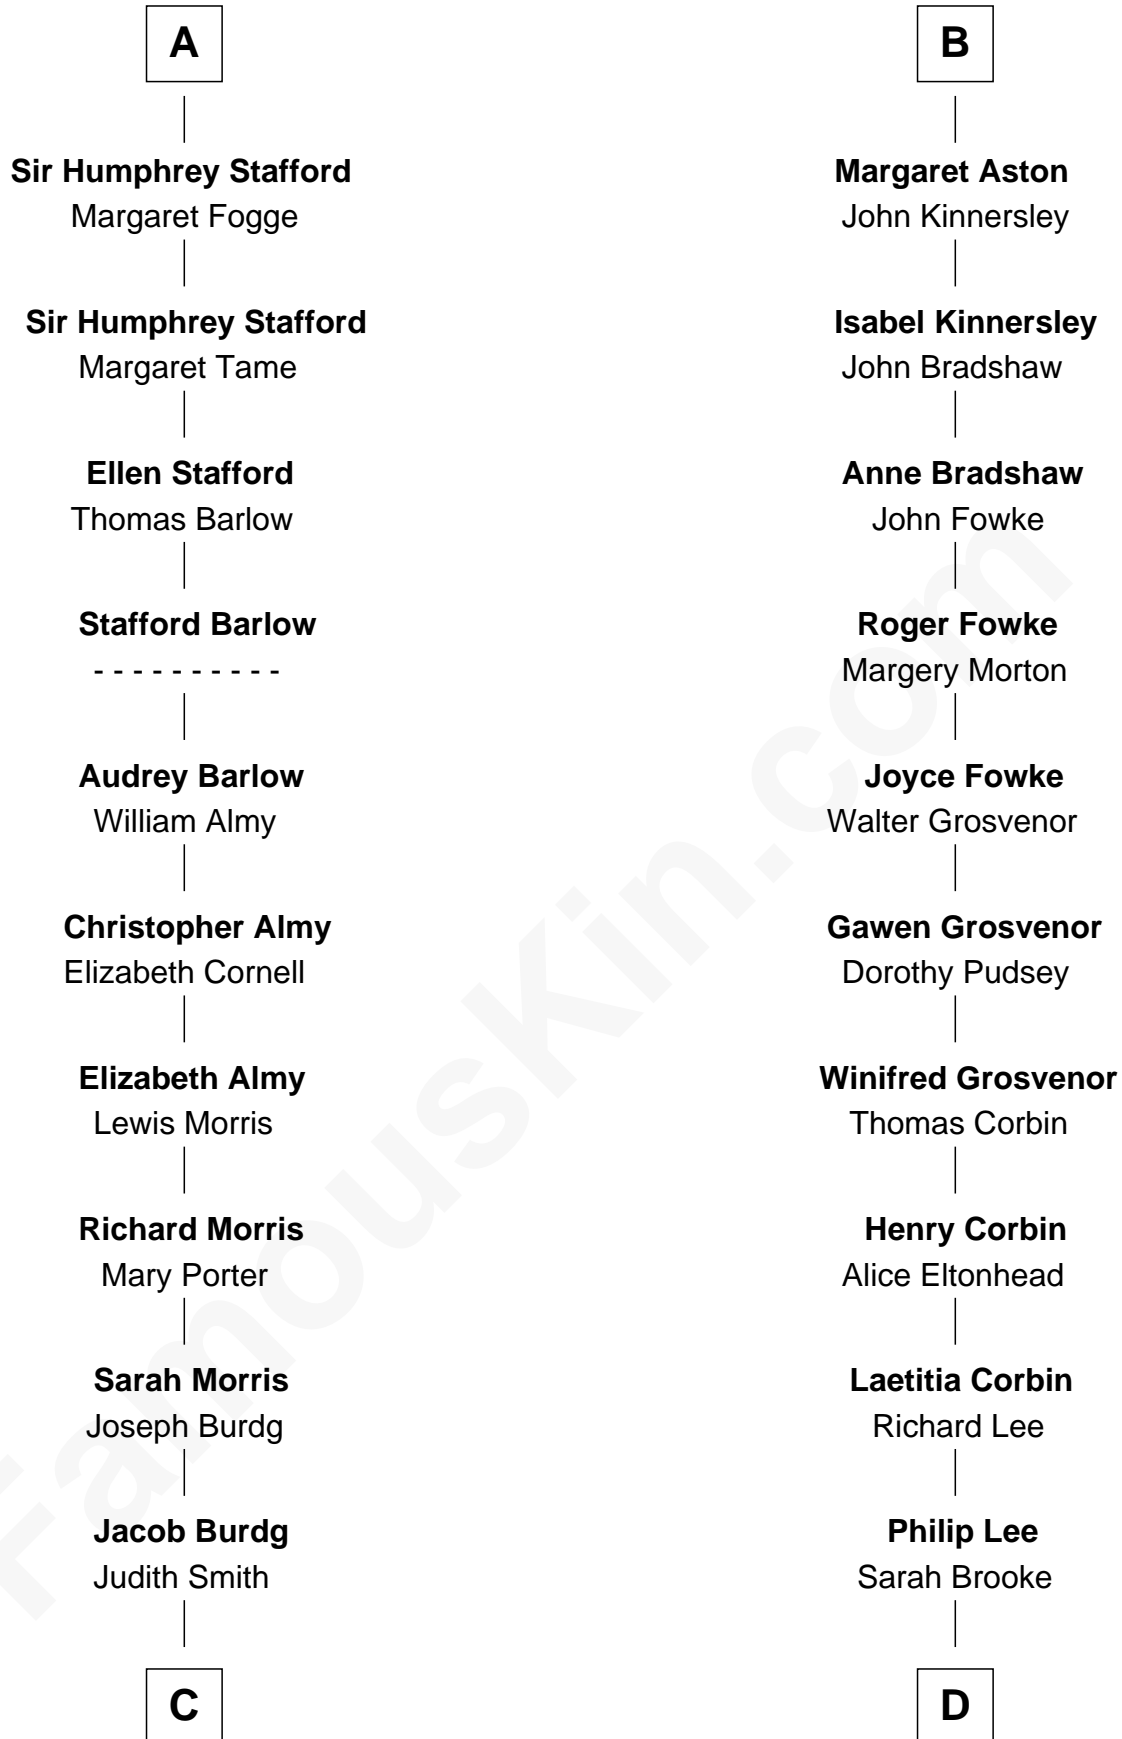 A
Sir Humphrey Stafford
Margaret Fogge
Sir Humphrey Stafford
Margaret Tame
Ellen Stafford
Thomas Barlow
Stafford Barlow
- - - - - - - - - -
Audrey Barlow
William Almy
Christopher Almy
Elizabeth Cornell
Elizabeth Almy
Lewis Morris
Richard Morris
Mary Porter
Sarah Morris
Joseph Burdg
Jacob Burdg
Judith Smith
C
B
Margaret Aston
John Kinnersley
Isabel Kinnersley
John Bradshaw
Anne Bradshaw
John Fowke
Roger Fowke
Margery Morton
Joyce Fowke
Walter Grosvenor
Gawen Grosvenor
Dorothy Pudsey
Winifred Grosvenor
Thomas Corbin
Henry Corbin
Alice Eltonhead
Laetitia Corbin
Richard Lee
Philip Lee
Sarah Brooke
D
FamousKin.com